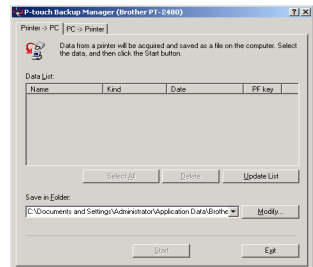 P-touch Backup Manager (Brother PT-2480)
Printer -> PC PC -> Printer
Data from a printer will be acquired and saved as a file on the computer. Select
the data, and then click the Start button.
Data List:
Name Kind Date PF key
Select All Delete Update List
Save in Folder:
C:\Documents and Settings\Administrator\Application Data\Brothe Modify...
Start Exit